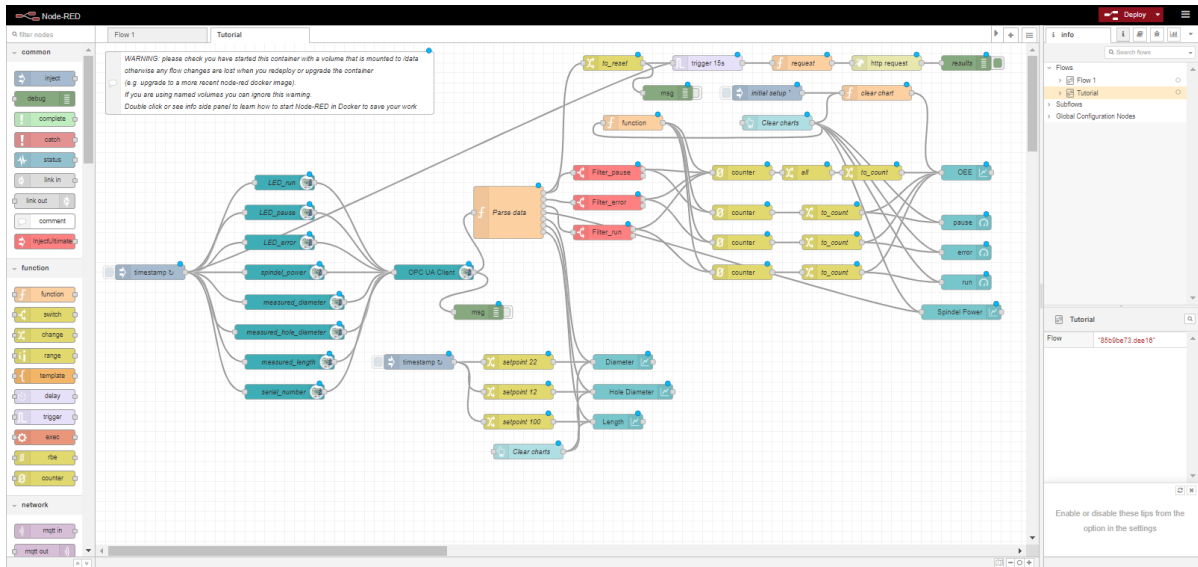 Node-RED
Deploy
filter nodes
common
inject
debug
complete
catch
status
link in
link out
comment
InjectUltimate
function
function
switch
change
range
template
delay
trigger
exec
rbe
counter
network
mqtt in
mqtt out
Flow 1
Tutorial
WARNING: please check you have started this container with a volume that is mounted to /data
otherwise any flow changes are lost when you redeploy or upgrade the container
(e.g. upgrade to a more recent node-red docker image).
If you are using named volumes you can ignore this warning.
Double click or see info side panel to learn how to start Node-RED in Docker to save your work
to_reset
trigger 15s
request
http request
results
msg
initial setup
clear chart
function
Clear charts
LED_run
LED_pause
LED_error
timestamp
spindel_power
measured_diameter
measured_hole_diameter
measured_length
serial_number
OPC UA Client
Parse data
msg
Filter_pause
Filter_error
Filter_run
counter
all
to_count
OEE
counter
to_count
pause
counter
to_count
error
counter
to_count
run
Spindel Power
timestamp
setpoint 22
Diameter
setpoint 12
Hole Diameter
setpoint 100
Length
Clear charts
info
i
Search flows
Flows
Flow 1
Tutorial
Subflows
Global Configuration Nodes
Tutorial
Flow
"85b9be73.dee16"
Enable or disable these tips from the
option in the settings